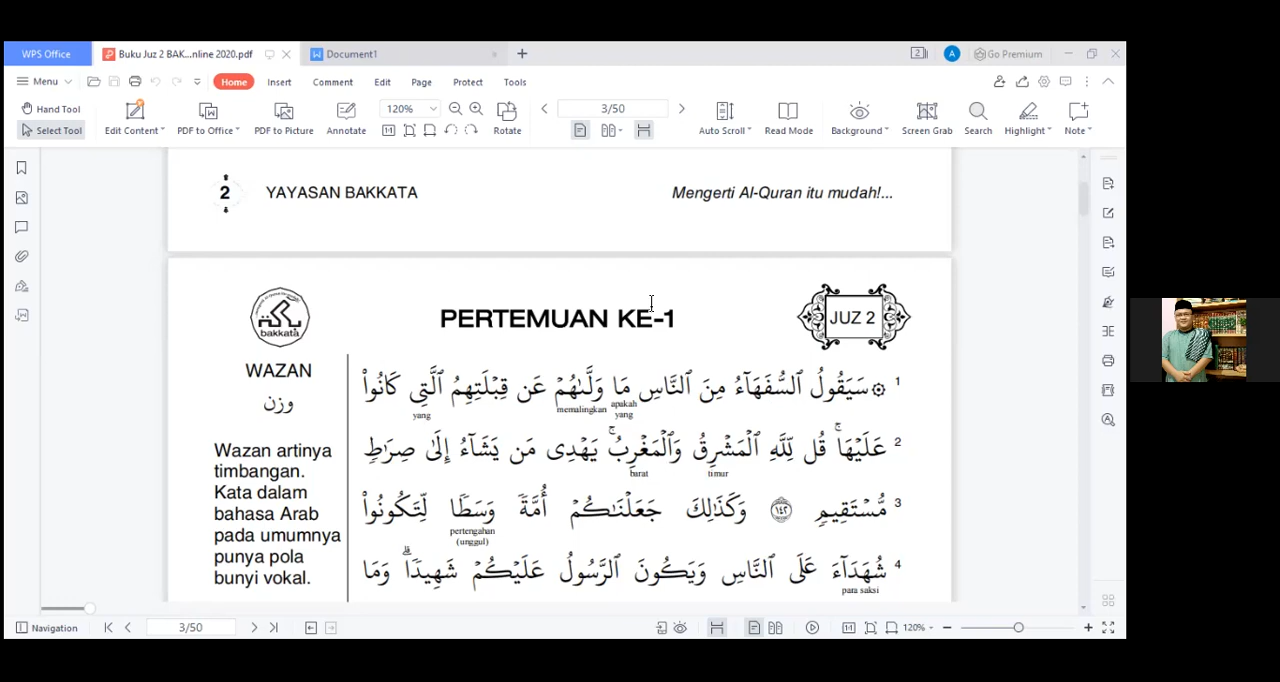 WPS Office
Buku Juz 2 BAK...nline 2020.pdf
Document1
2
A
Go Premium
Menu
Home
Insert
Comment
Edit
Page
Protect
Tools
Hand Tool
Select Tool
Edit Content
PDF to Office
PDF to Picture
Annotate
120%
3/50
Rotate
Auto Scroll
Read Mode
Background
Screen Grab
Search
Highlight
Note
2 YAYASAN BAKKATA
Mengerti Al-Quran itu mudah!...
bakkata
PERTEMUAN KE-1
JUZ 2
WAZAN
وزن
Wazan artinya
timbangan.
Kata dalam
bahasa Arab
pada umumnya
punya pola
bunyi vokal.
1 ۞ سَيَقُولُ ٱلسُّفَهَآءُ مِنَ ٱلنَّاسِ مَا وَلَّىٰهُمْ عَن قِبْلَتِهِمُ ٱلَّتِي كَانُوا۟
apakah yang
memalingkan
yang
2 عَلَيْهَا ۚ قُل لِّلَّهِ ٱلْمَشْرِقُ وَٱلْمَغْرِبُ ۚ يَهْدِى مَن يَشَآءُ إِلَىٰ صِرَٰطٍ
timur
barat
3 مُّسْتَقِيمٍ ١٤٢ وَكَذَٰلِكَ جَعَلْنَٰكُمْ أُمَّةً وَسَطًا لِّتَكُونُوا۟
pertengahan
(unggul)
4 شُهَدَآءَ عَلَى ٱلنَّاسِ وَيَكُونَ ٱلرَّسُولُ عَلَيْكُمْ شَهِيدًا ۗ وَمَا
para saksi
Navigation
3/50
120%